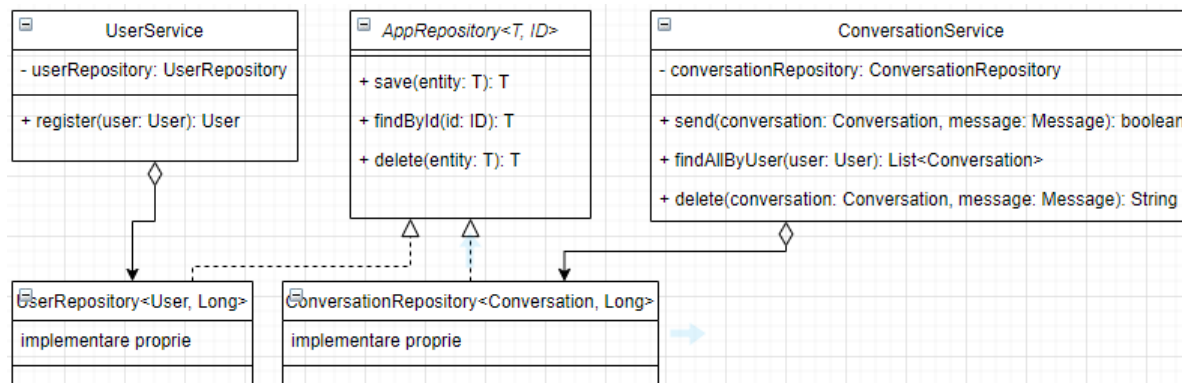 UserService
- userRepository: UserRepository
+ register(user: User): User
AppRepository<T, ID>
+ save(entity: T): T
+ findById(id: ID): T
+ delete(entity: T): T
ConversationService
- conversationRepository: ConversationRepository
+ send(conversation: Conversation, message: Message): boolean
+ findAllByUser(user: User): List<Conversation>
+ delete(conversation: Conversation, message: Message): String
UserRepository<User, Long>
implementare proprie
ConversationRepository<Conversation, Long>
implementare proprie